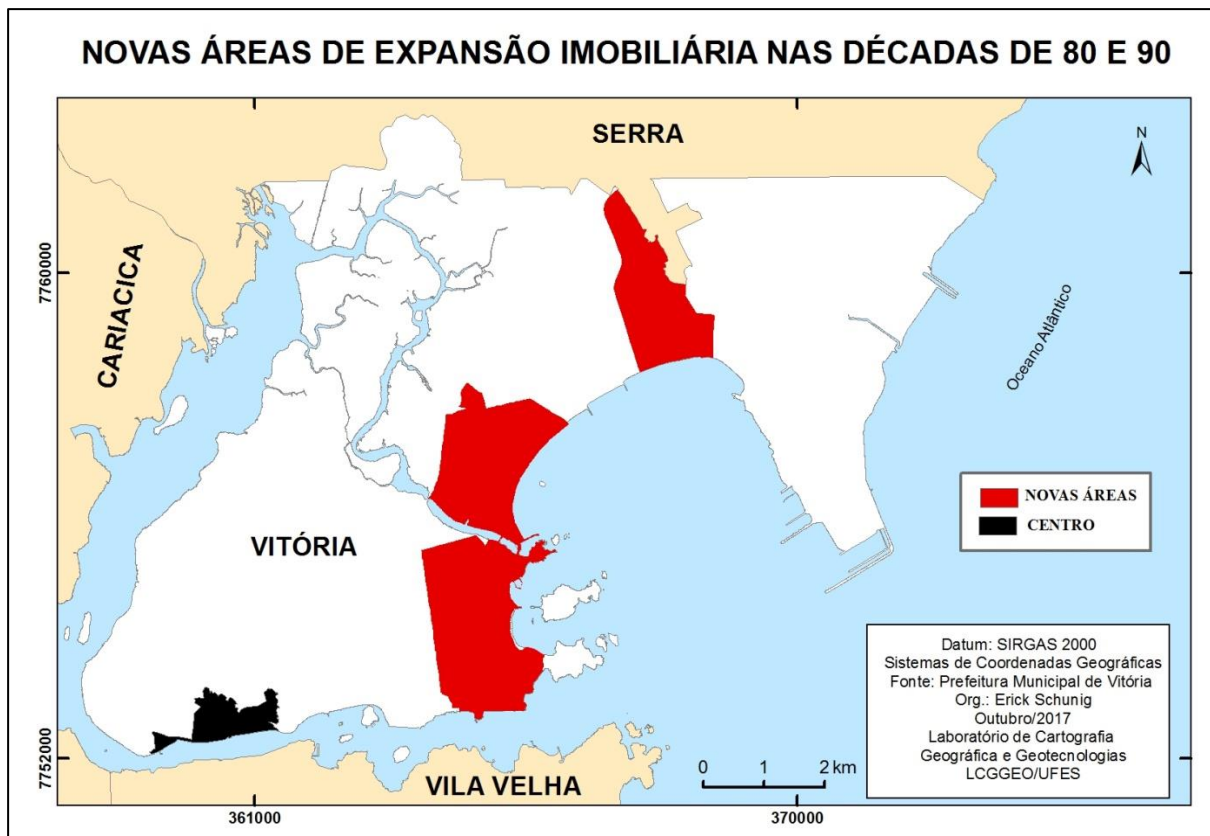 NOVAS ÁREAS DE EXPANSÃO IMOBILIÁRIA NAS DÉCADAS DE 80 E 90
SERRA
N
CARIACICA
7760000
Oceano Atlântico
NOVAS ÁREAS
CENTRO
VITÓRIA
Datum: SIRGAS 2000
Sistemas de Coordenadas Geográficas
Fonte: Prefeitura Municipal de Vitória
Org.: Erick Schunig
Outubro/2017
Laboratório de Cartografia
Geográfica e Geotecnologias
LCGGEO/UFES
7752000
VILA VELHA
0 1 2 km
361000
370000